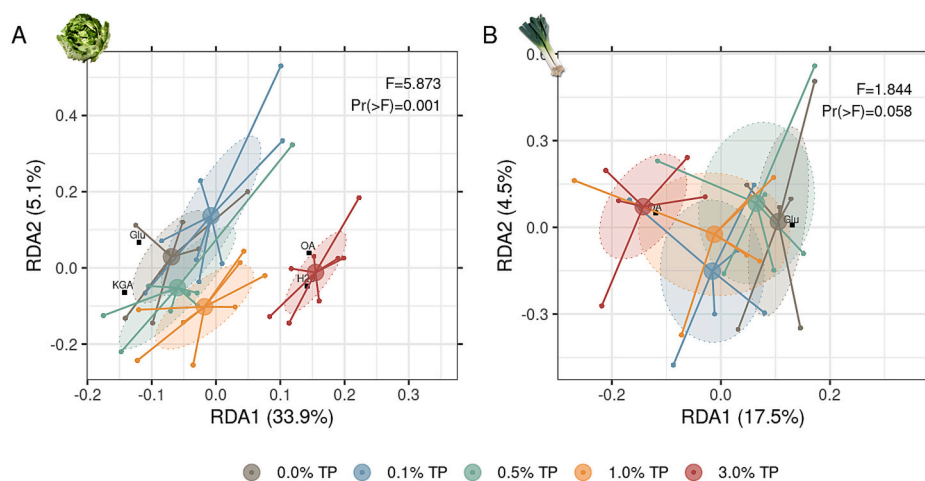 A
B
F=5.873
Pr(>F)=0.001
F=1.844
Pr(>F)=0.058
RDA2 (5.1%)
0.4
0.2
0.0
-0.2
Glu
KGA
OA
H2
-0.2
-0.1
0.0
0.1
0.2
0.3
RDA1 (33.9%)
RDA2 (4.5%)
0.3
0.0
-0.3
OA
Glu
-0.2
0.0
0.2
RDA1 (17.5%)
0.0% TP
0.1% TP
0.5% TP
1.0% TP
3.0% TP